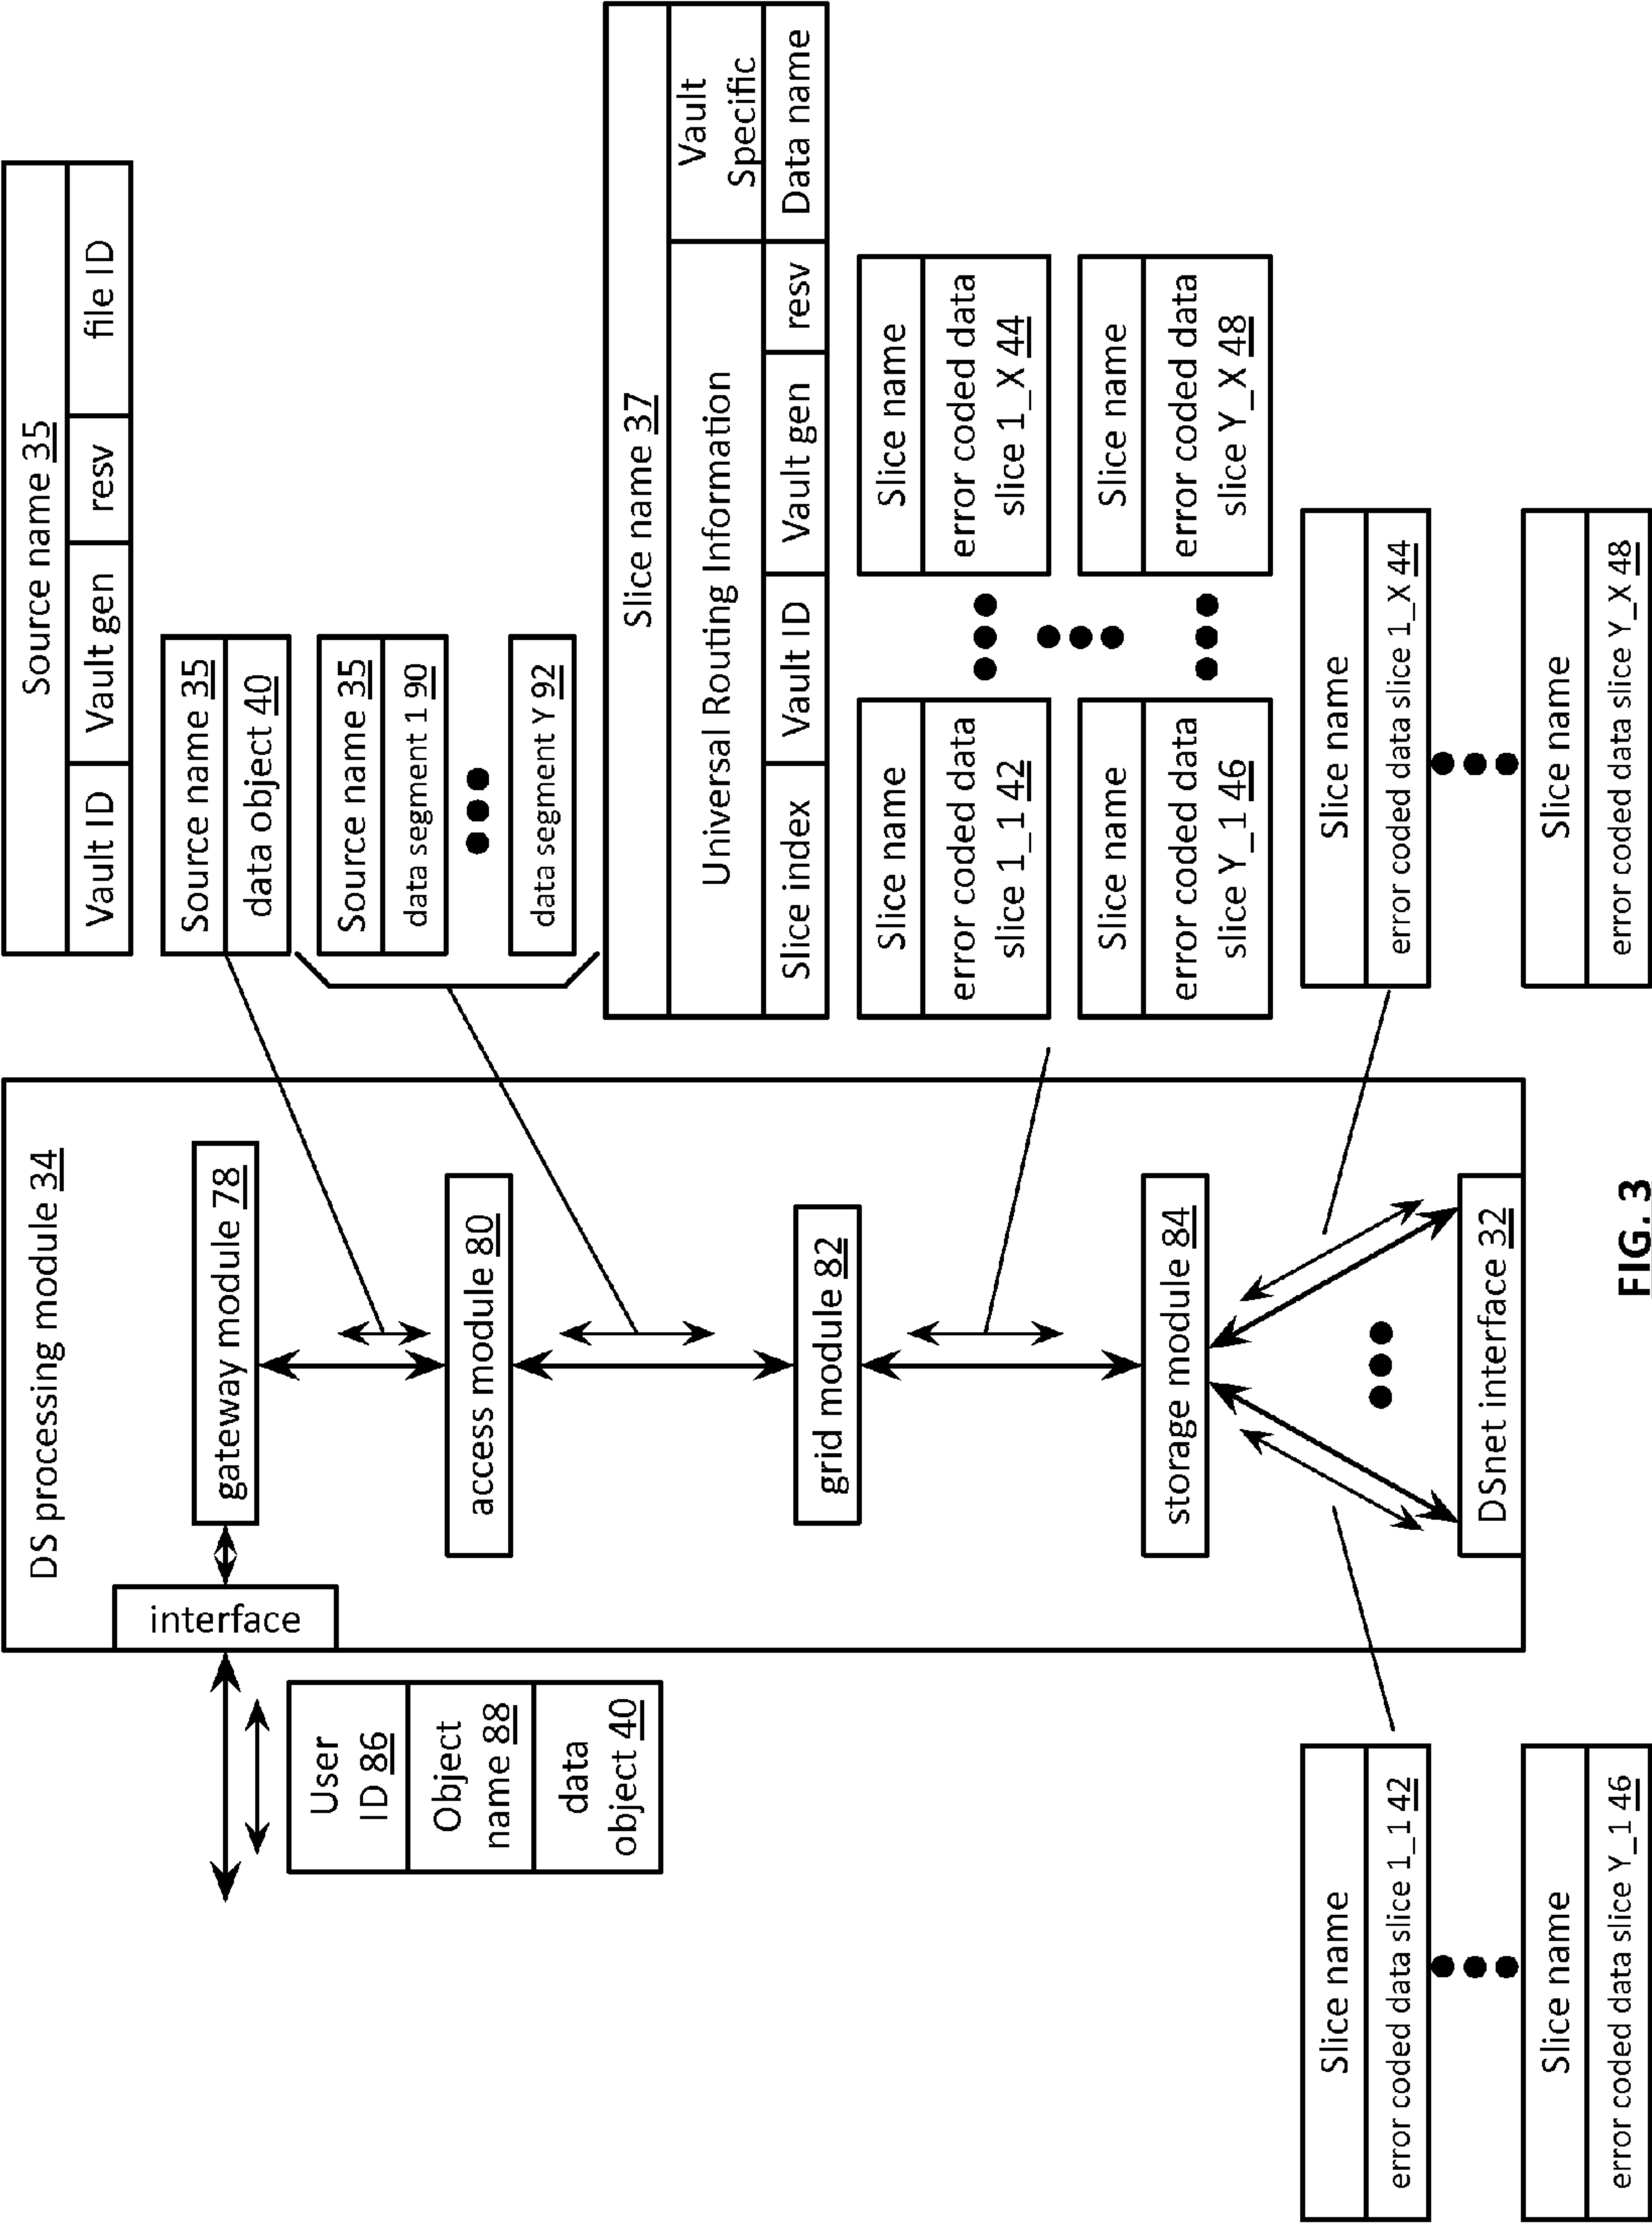 DS processing module 34
interface
gateway module 78
access module 80
grid module 82
storage module 84
DSnet interface 32
User
ID 86
Object
name 88
data
object 40
Source name 35
Vault ID
Vault gen
resv
file ID
Source name 35
data object 40
Source name 35
data segment 1 90
data segment Y 92
Slice name 37
Universal Routing Information
Vault
Specific
Slice index
Vault ID
Vault gen
resv
Data name
Slice name
error coded data
slice 1_1 42
Slice name
error coded data
slice 1_X 44
Slice name
error coded data
slice Y_1 46
Slice name
error coded data
slice Y_X 48
Slice name
error coded data slice 1_1 42
Slice name
error coded data slice Y_1 46
Slice name
error coded data slice 1_X 44
Slice name
error coded data slice Y_X 48
FIG. 3